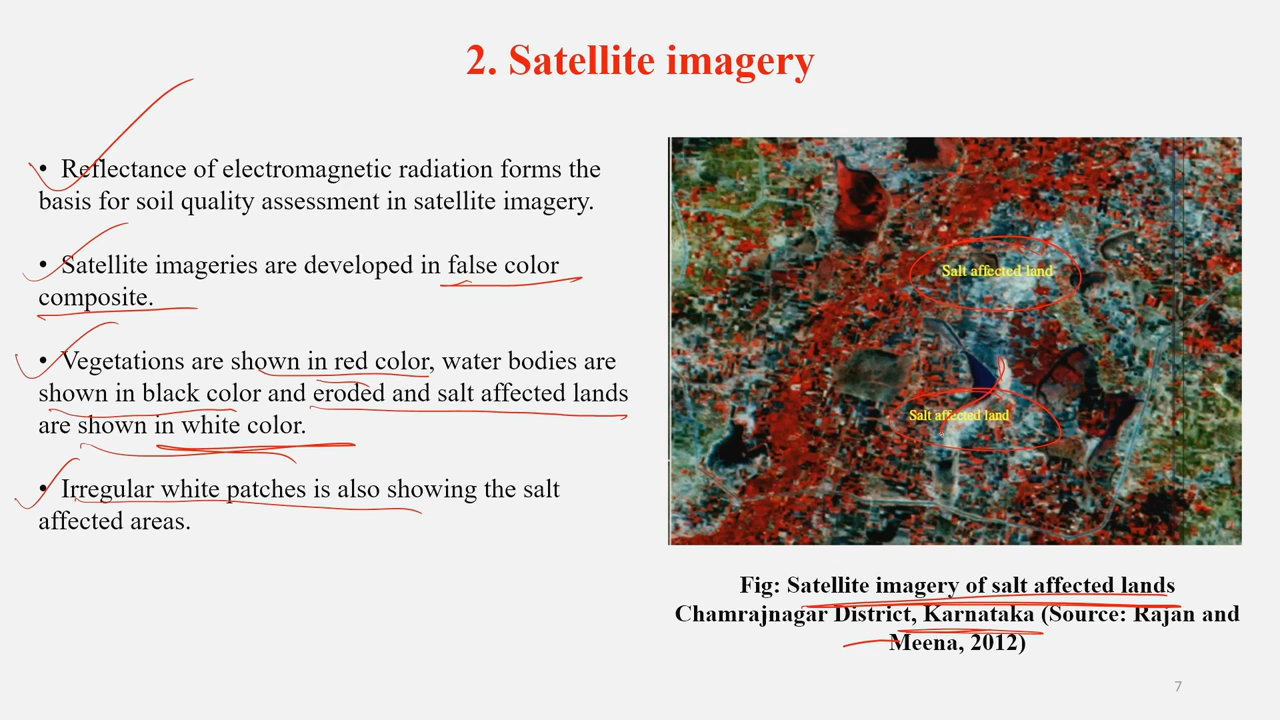 2. Satellite imagery
• Reflectance of electromagnetic radiation forms the
basis for soil quality assessment in satellite imagery.
• Satellite imageries are developed in false color
composite.
• Vegetations are shown in red color, water bodies are
shown in black color and eroded and salt affected lands
are shown in white color.
• Irregular white patches is also showing the salt
affected areas.
Salt affected land
Salt affected land
Fig: Satellite imagery of salt affected lands
Chamrajnagar District, Karnataka (Source: Rajan and
Meena, 2012)
7